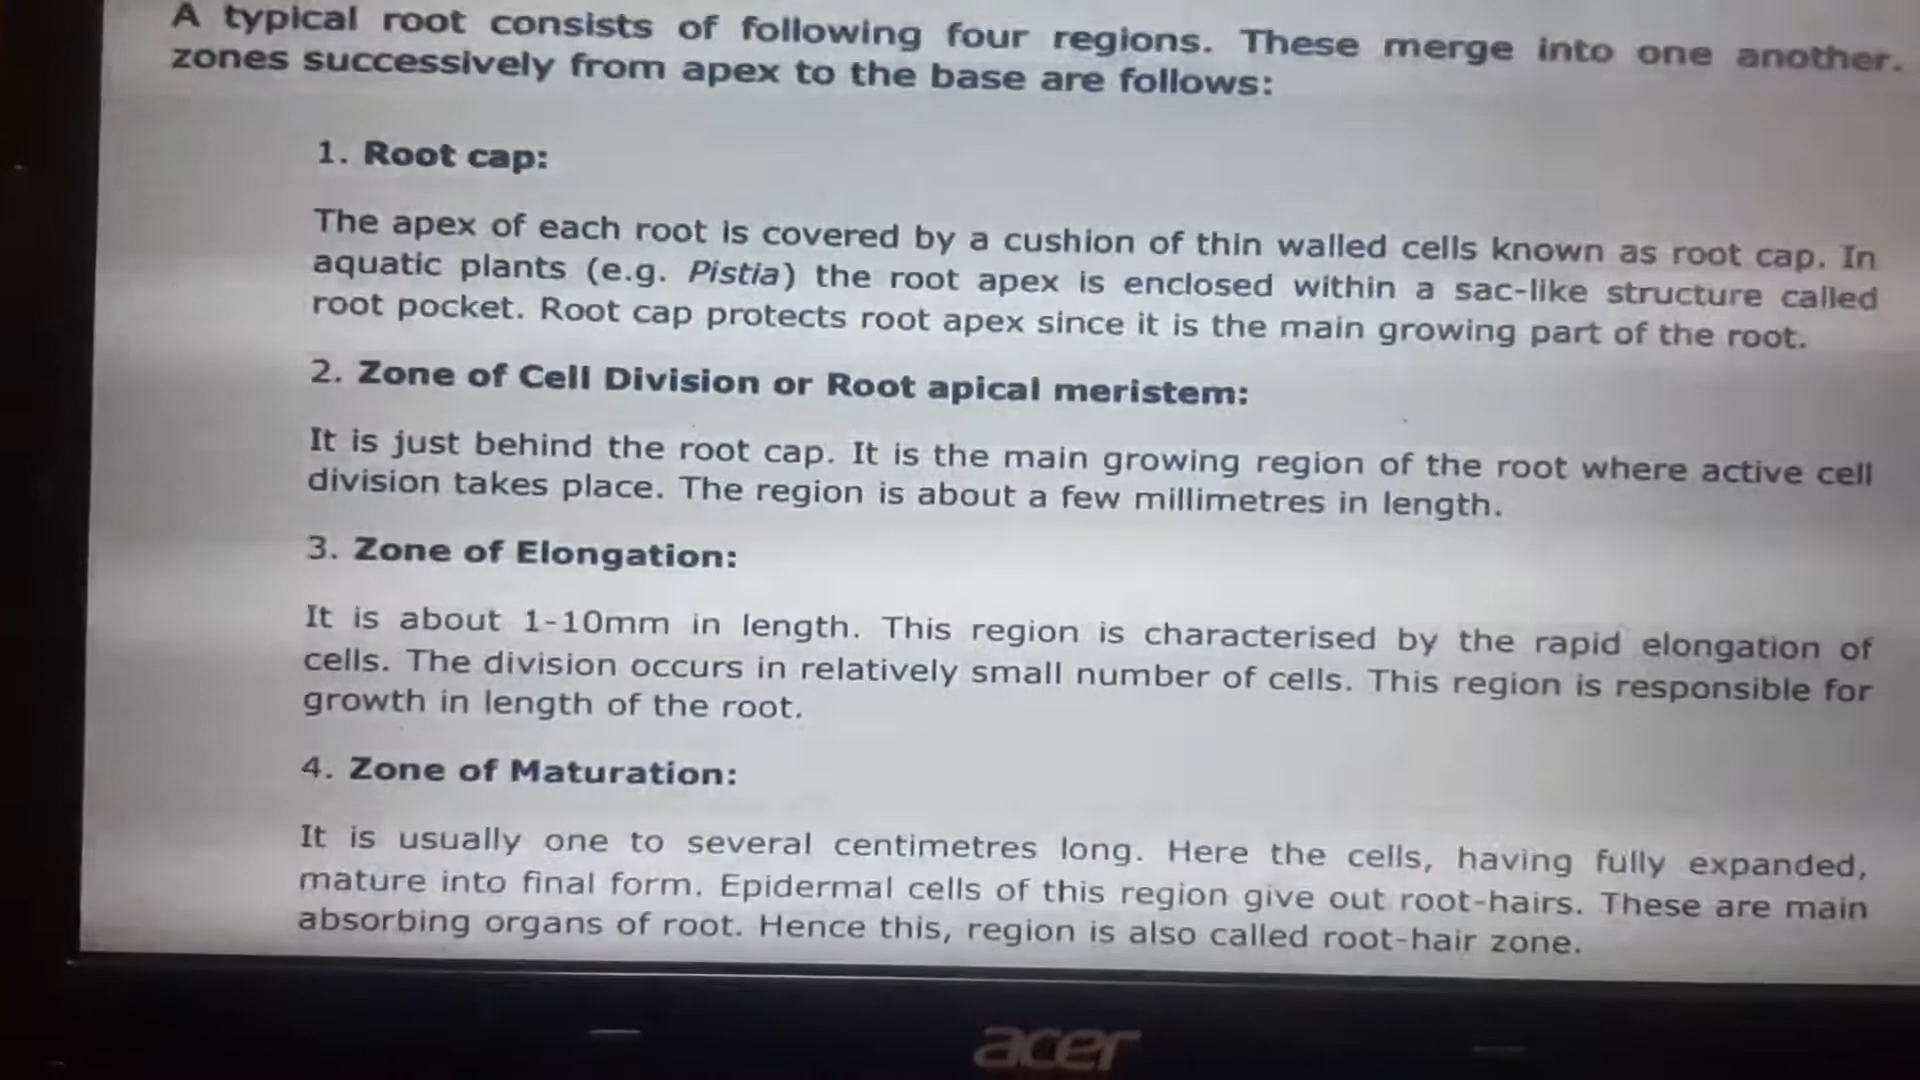 A typical root consists of following four regions. These merge into one another.
zones successively from apex to the base are follows:
1. Root cap:
The apex of each root is covered by a cushion of thin walled cells known as root cap. In
aquatic plants (e.g. Pistia) the root apex is enclosed within a sac-like structure called
root pocket. Root cap protects root apex since it is the main growing part of the root.
2. Zone of Cell Division or Root apical meristem:
It is just behind the root cap. It is the main growing region of the root where active cell
division takes place. The region is about a few millimetres in length.
3. Zone of Elongation:
It is about 1-10mm in length. This region is characterised by the rapid elongation of
cells. The division occurs in relatively small number of cells. This region is responsible for
growth in length of the root.
4. Zone of Maturation:
It is usually one to several centimetres long. Here the cells, having fully expanded,
mature into final form. Epidermal cells of this region give out root-hairs. These are main
absorbing organs of root. Hence this, region is also called root-hair zone.
acer